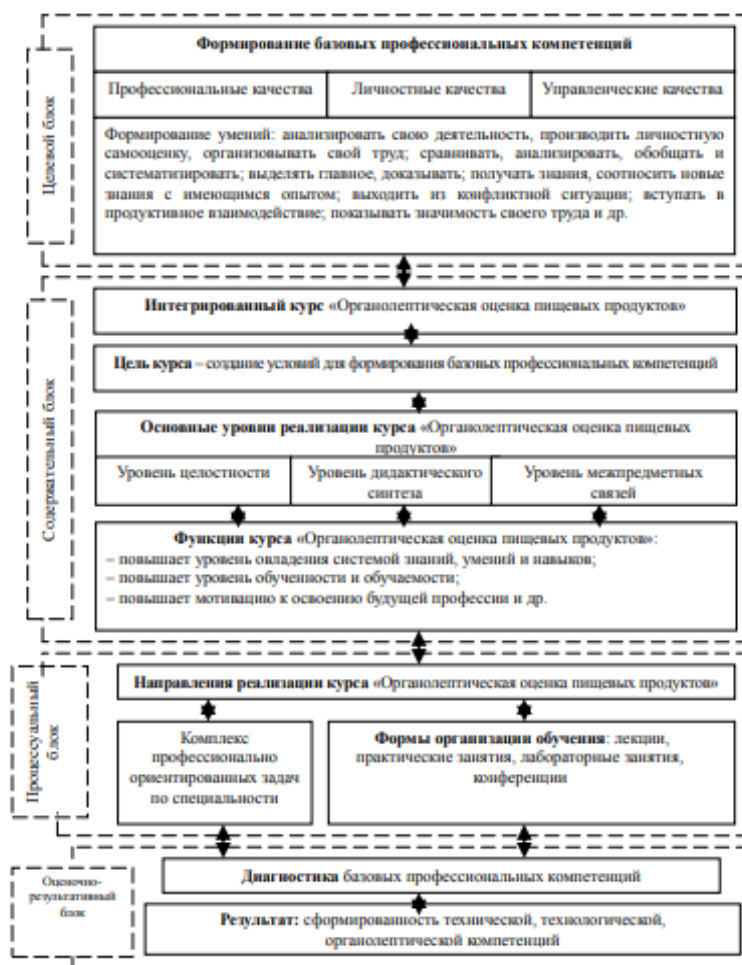 Целевой блок
Формирование базовых профессиональных компетенций
Профессиональные качества
Личностные качества
Управленческие качества
Формирование умений: анализировать свою деятельность, производить личностную
самооценку, организовывать свой труд; сравнивать, анализировать, обобщать и
систематизировать; выделять главное, доказывать; получать знания, соотносить новые
знания с имеющимся опытом; выходить из конфликтной ситуации; вступать в
продуктивное взаимодействие; показывать значимость своего труда и др.
Содержательный блок
Интегрированный курс «Органолептическая оценка пищевых продуктов»
Цель курса – создание условий для формирования базовых профессиональных компетенций
Основные уровни реализации курса «Органолептическая оценка пищевых
продуктов»
Уровень целостности
Уровень дидактического
синтеза
Уровень межпредметных
связей
Функции курса «Органолептическая оценка пищевых продуктов»:
– повышает уровень овладения системой знаний, умений и навыков;
– повышает уровень обученности и обучаемости;
– повышает мотивацию к освоению будущей профессии и др.
Процессуальный
блок
Направления реализации курса «Органолептическая оценка пищевых продуктов»
Комплекс
профессионально
ориентированных задач
по специальности
Формы организации обучения: лекции,
практические занятия, лабораторные занятия,
конференции
Оценочно-
результативный
блок
Диагностика базовых профессиональных компетенций
Результат: сформированность технической, технологической,
органолептической компетенций